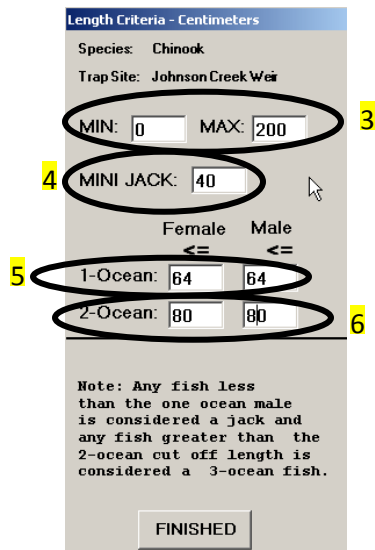 Length Criteria - Centimeters
Species: Chinook
Trap Site: Johnson Creek Weir
MIN: 0 MAX: 200 3
4 MINI JACK: 40
Female Male
<= <=
5 1-Ocean: 64 64
2-Ocean: 80 80 6
Note: Any fish less
than the one ocean male
is considered a jack and
any fish greater than the
2-ocean cut off length is
considered a 3-ocean fish.
FINISHED